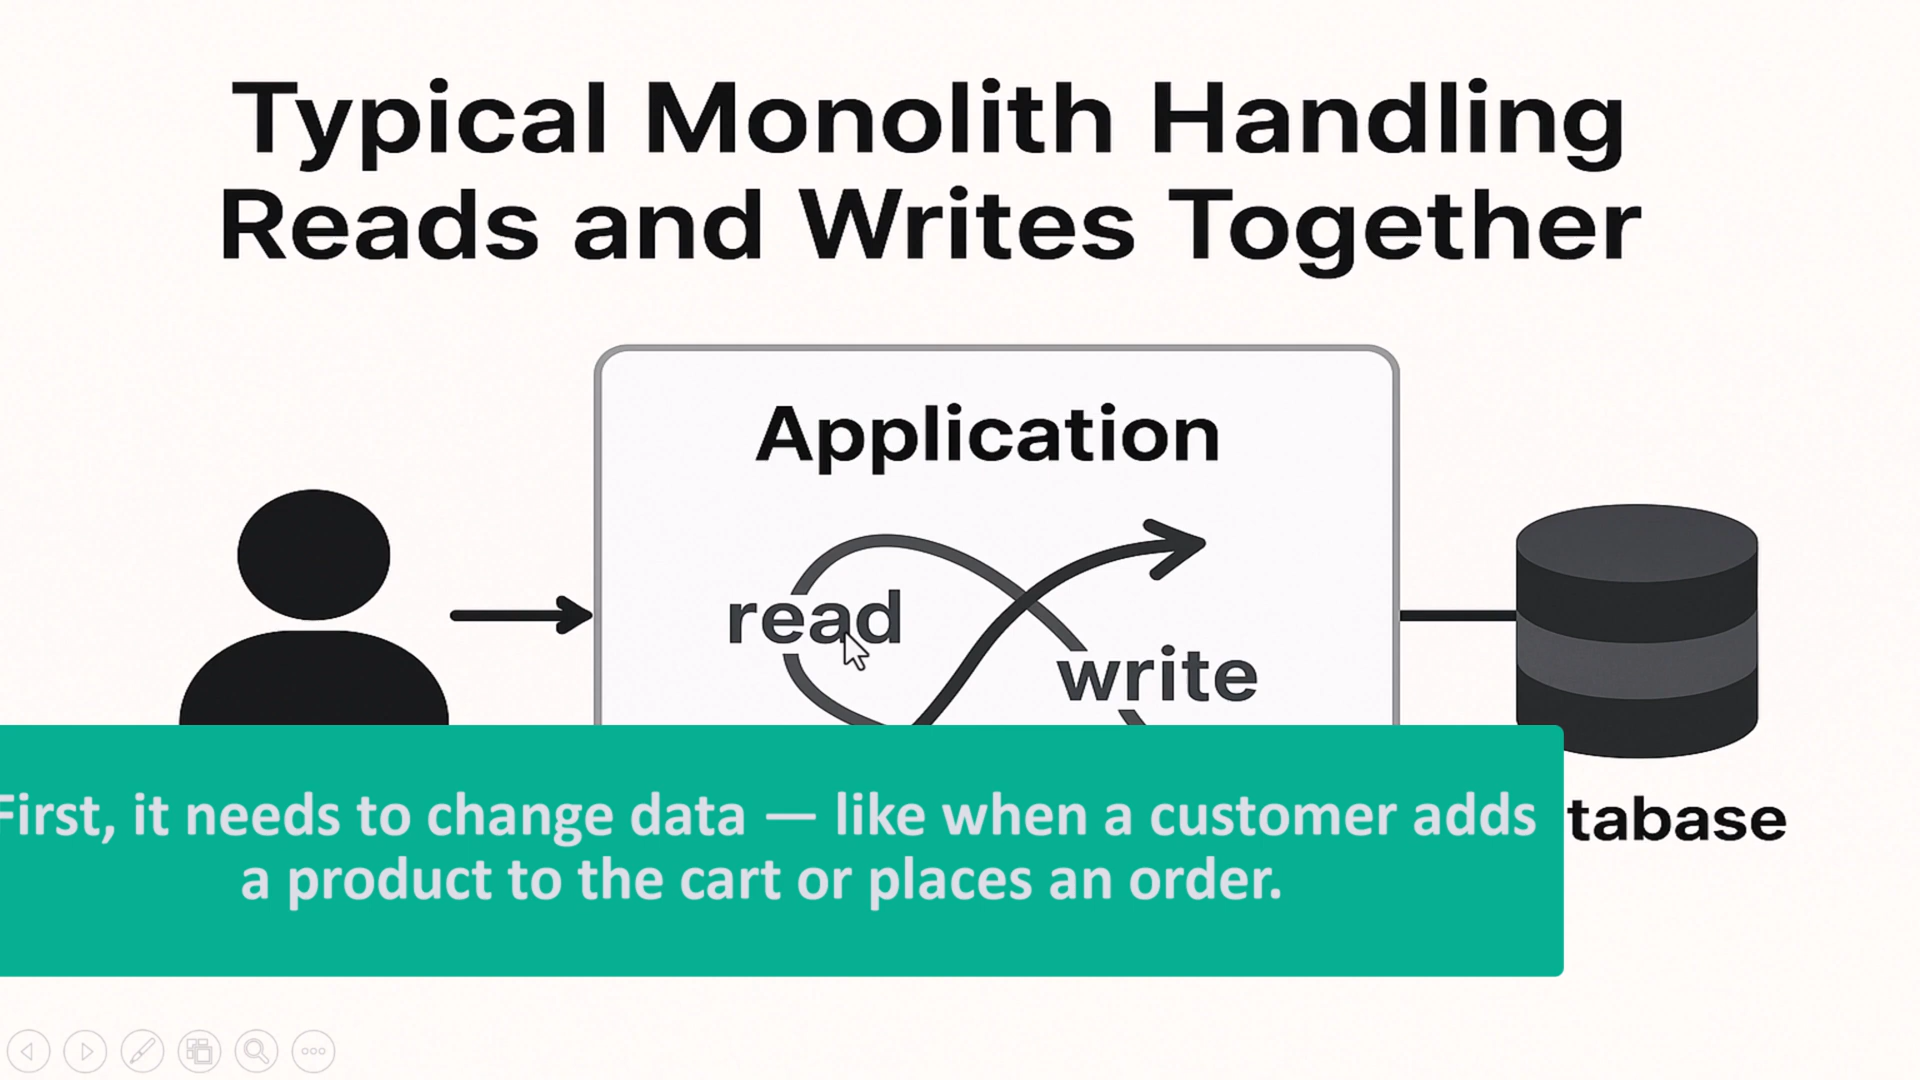 Typical Monolith Handling
Reads and Writes Together
Application
read
write
First, it needs to change data — like when a customer adds
a product to the cart or places an order.
tabase